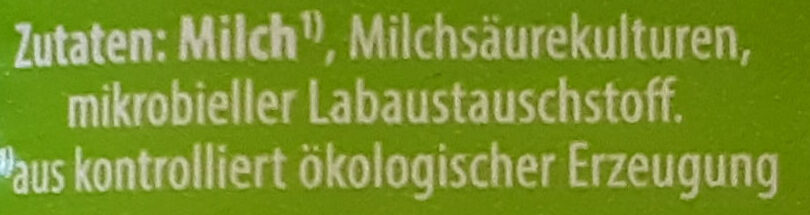 Zutaten: Milch¹⁾, Milchsäurekulturen,
mikrobieller Labaustauschstoff.
¹⁾aus kontrolliert ökologischer Erzeugung